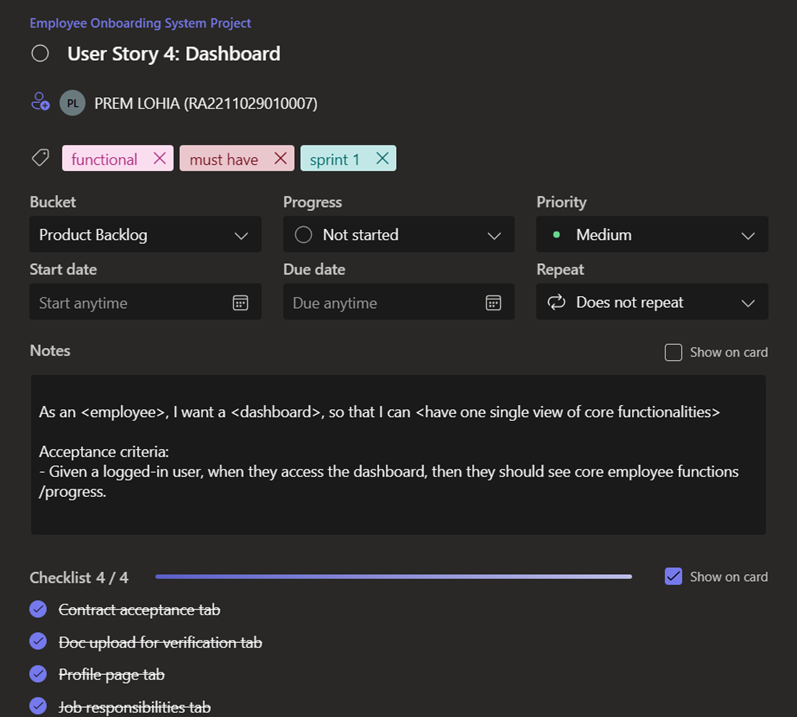 Employee Onboarding System Project
User Story 4: Dashboard
PL PREM LOHIA (RA2211029010007)
functional must have sprint 1
Bucket Progress Priority
Product Backlog Not started Medium
Start date Due date Repeat
Start anytime Due anytime Does not repeat
Notes Show on card
As an <employee>, I want a <dashboard>, so that I can <have one single view of core functionalities>
Acceptance criteria:
- Given a logged-in user, when they access the dashboard, then they should see core employee functions
/progress.
Checklist 4 / 4 Show on card
Contract acceptance tab
Doc upload for verification tab
Profile page tab
Job responsibilities tab